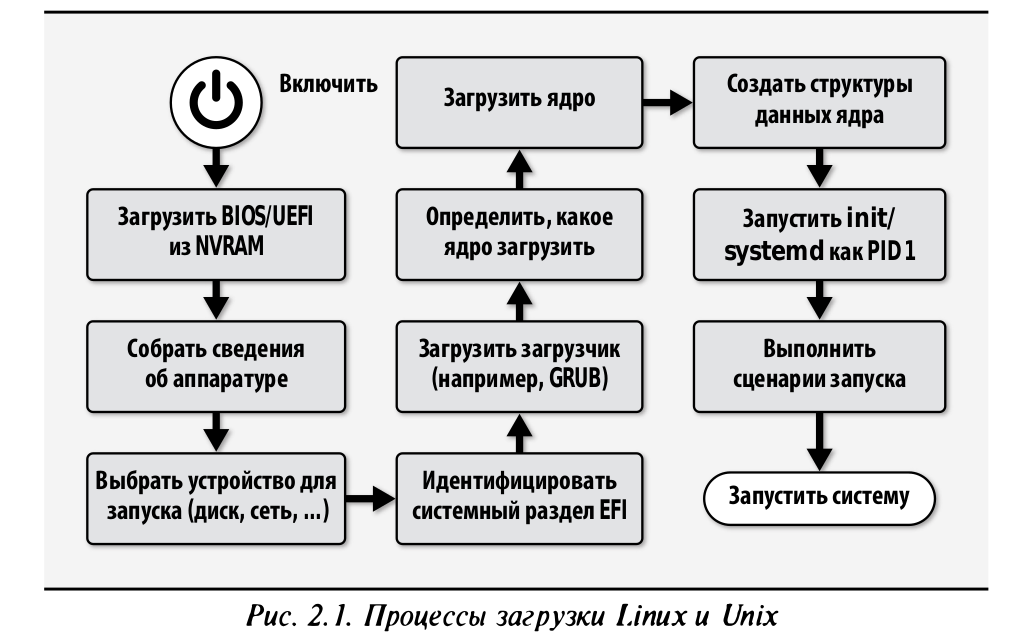 Включить
Загрузить BIOS/UEFI
из NVRAM
Собрать сведения
об аппаратуре
Выбрать устройство для
запуска (диск, сеть, ...)
Идентифицировать
системный раздел EFI
Загрузить загрузчик
(например, GRUB)
Определить, какое
ядро загрузить
Загрузить ядро
Создать структуры
данных ядра
Запустить init/
systemd как PID 1
Выполнить
сценарии запуска
Запустить систему
Рис. 2.1. Процессы загрузки Linux и Unix